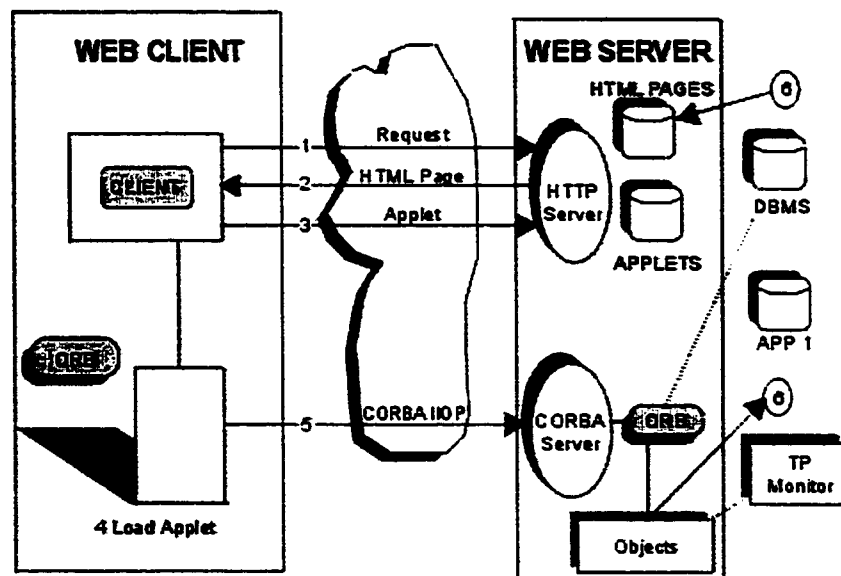 WEB CLIENT
WEB SERVER
HTML PAGES
6
1
Request
2
HTML Page
CLIENT
3
Applet
HTTP
Server
DBMS
APPLETS
APP 1
ORB
5
CORBA IIOP
CORBA
Server
ORB
6
TP
Monitor
4 Load Applet
Objects